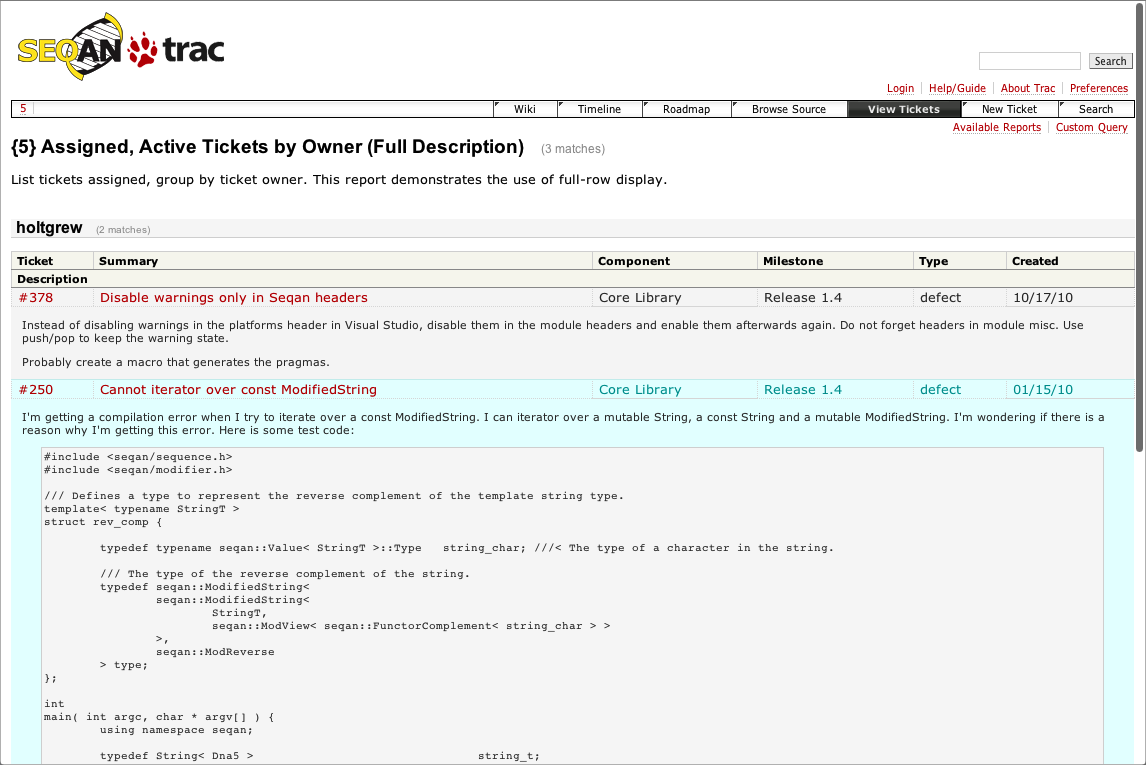 SEQAN trac
Search
Login Help/Guide About Trac Preferences
5 Wiki Timeline Roadmap Browse Source View Tickets New Ticket Search
Available Reports Custom Query
{5} Assigned, Active Tickets by Owner (Full Description) (3 matches)
List tickets assigned, group by ticket owner. This report demonstrates the use of full-row display.
holtgrew (2 matches)
Ticket Summary Component Milestone Type Created
Description
#378 Disable warnings only in Seqan headers Core Library Release 1.4 defect 10/17/10
Instead of disabling warnings in the platforms header in Visual Studio, disable them in the module headers and enable them afterwards again. Do not forget headers in module misc. Use
push/pop to keep the warning state.
Probably create a macro that generates the pragmas.
#250 Cannot iterator over const ModifiedString Core Library Release 1.4 defect 01/15/10
I'm getting a compilation error when I try to iterate over a const ModifiedString. I can iterator over a mutable String, a const String and a mutable ModifiedString. I'm wondering if there is a
reason why I'm getting this error. Here is some test code:
#include <seqan/sequence.h>
#include <seqan/modifier.h>
/// Defines a type to represent the reverse complement of the template string type.
template< typename StringT >
struct rev_comp {
typedef typename seqan::Value< StringT >::Type string_char; ///< The type of a character in the string.
/// The type of the reverse complement of the string.
typedef seqan::ModifiedString<
seqan::ModifiedString<
StringT,
seqan::ModView< seqan::FunctorComplement< string_char > >
>,
seqan::ModReverse
> type;
};
int
main( int argc, char * argv[] ) {
using namespace seqan;
typedef String< Dna5 > string_t;